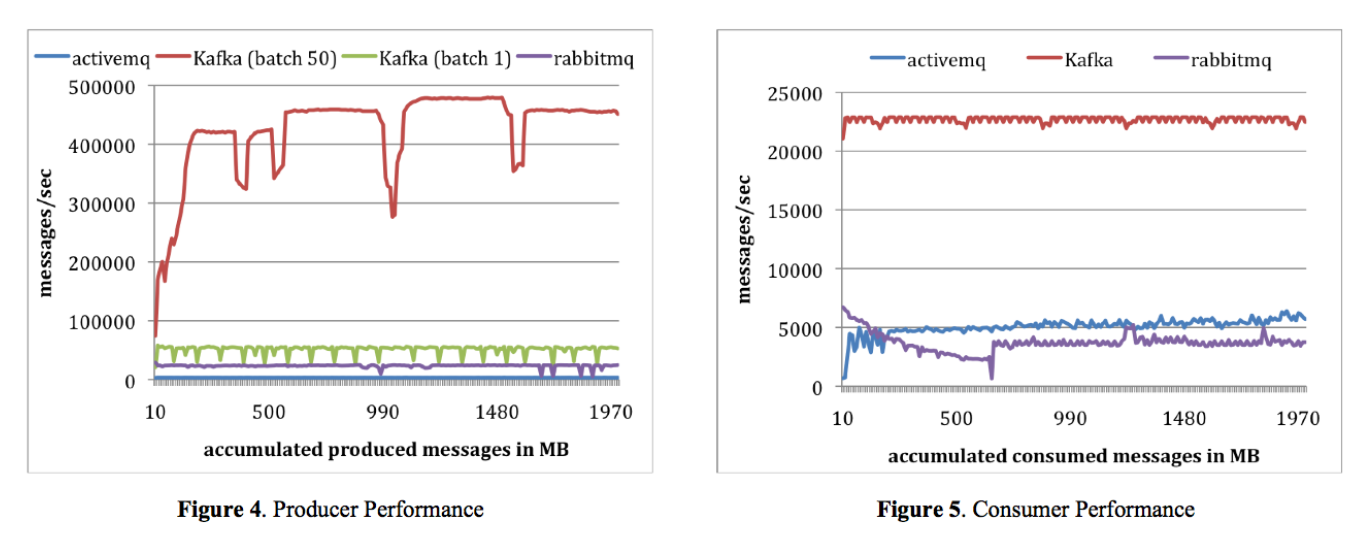 activemq Kafka (batch 50) Kafka (batch 1) rabbitmq
500000
400000
300000
200000
100000
0
messages/sec
10 500 990 1480 1970
accumulated produced messages in MB
Figure 4. Producer Performance
activemq Kafka rabbitmq
25000
20000
15000
10000
5000
0
messages/sec
10 500 990 1480 1970
accumulated consumed messages in MB
Figure 5. Consumer Performance